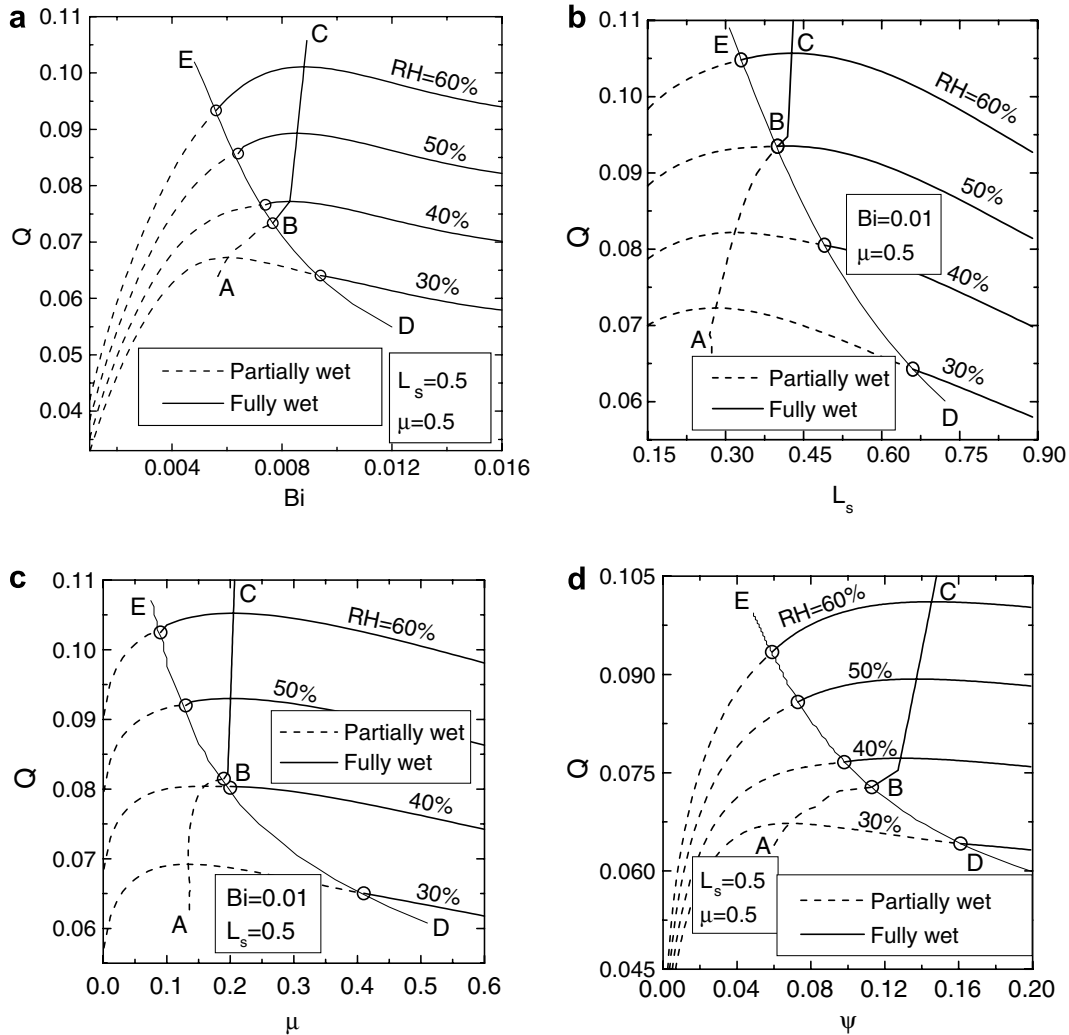 a
0.11
0.10
0.09
0.08
0.07
0.06
0.05
0.04
Q
E
C
RH=60%
50%
40%
B
30%
A
D
Partially wet
Fully wet
L_s=0.5
μ=0.5
0.004
0.008
0.012
0.016
Bi
b
0.11
0.10
0.09
0.08
0.07
0.06
Q
E
C
RH=60%
B
50%
Bi=0.01
μ=0.5
40%
A
30%
D
Partially wet
Fully wet
0.15
0.30
0.45
0.60
0.75
0.90
L_s
c
0.11
0.10
0.09
0.08
0.07
0.06
Q
E
C
RH=60%
50%
Partially wet
Fully wet
B
40%
A
Bi=0.01
L_s=0.5
30%
D
0.0
0.1
0.2
0.3
0.4
0.5
0.6
μ
d
0.105
0.090
0.075
0.060
0.045
Q
E
RH=60%
C
50%
40%
B
30%
A
D
L_s=0.5
μ=0.5
Partially wet
Fully wet
0.00
0.04
0.08
0.12
0.16
0.20
ψ